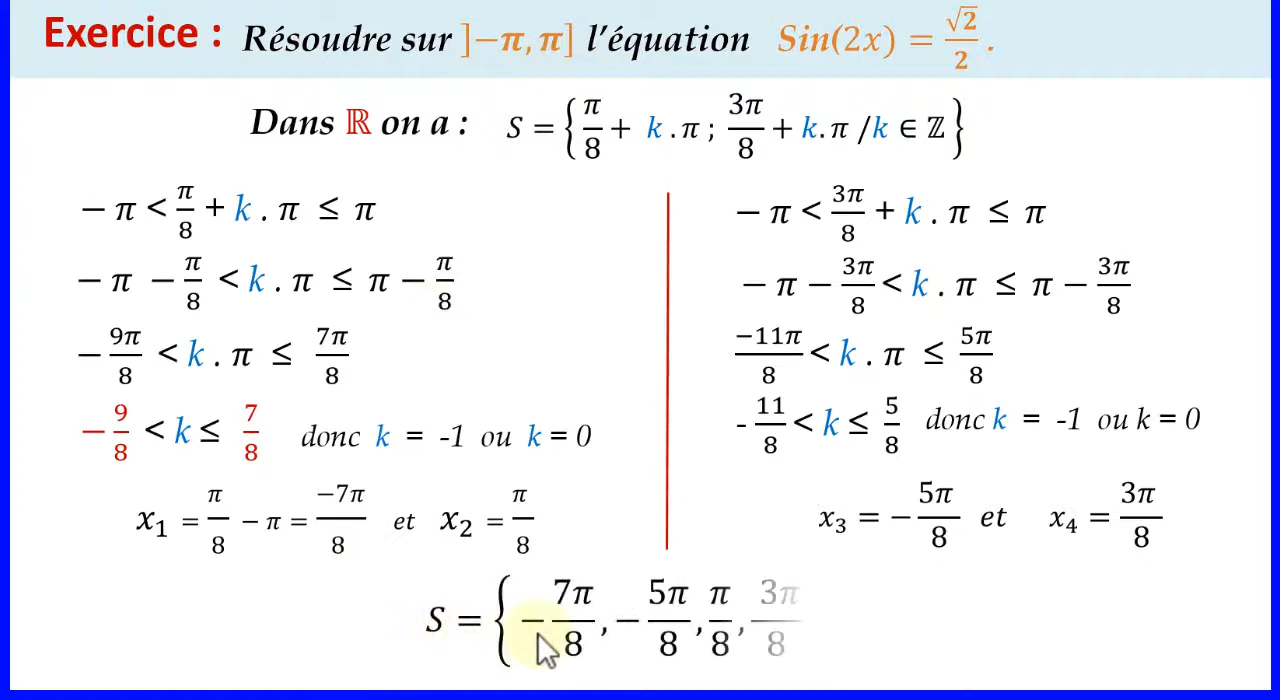 Exercice : Résoudre sur ]−π, π] l’équation Sin(2x) = √2/2 .
Dans ℝ on a : S = {π/8 + k . π ; 3π/8 + k. π /k ∈ ℤ}
− π < π/8 + k . π ≤ π
− π − π/8 < k . π ≤ π − π/8
− 9π/8 < k . π ≤ 7π/8
− 9/8 < k ≤ 7/8 donc k = -1 ou k = 0
x₁ = π/8 − π = −7π/8 et x₂ = π/8
− π < 3π/8 + k . π ≤ π
− π − 3π/8 < k . π ≤ π − 3π/8
−11π/8 < k . π ≤ 5π/8
- 11/8 < k ≤ 5/8 donc k = -1 ou k = 0
x₃ = − 5π/8 et x₄ = 3π/8
S = { − 7π/8 , − 5π/8 , π/8 , 3π/8